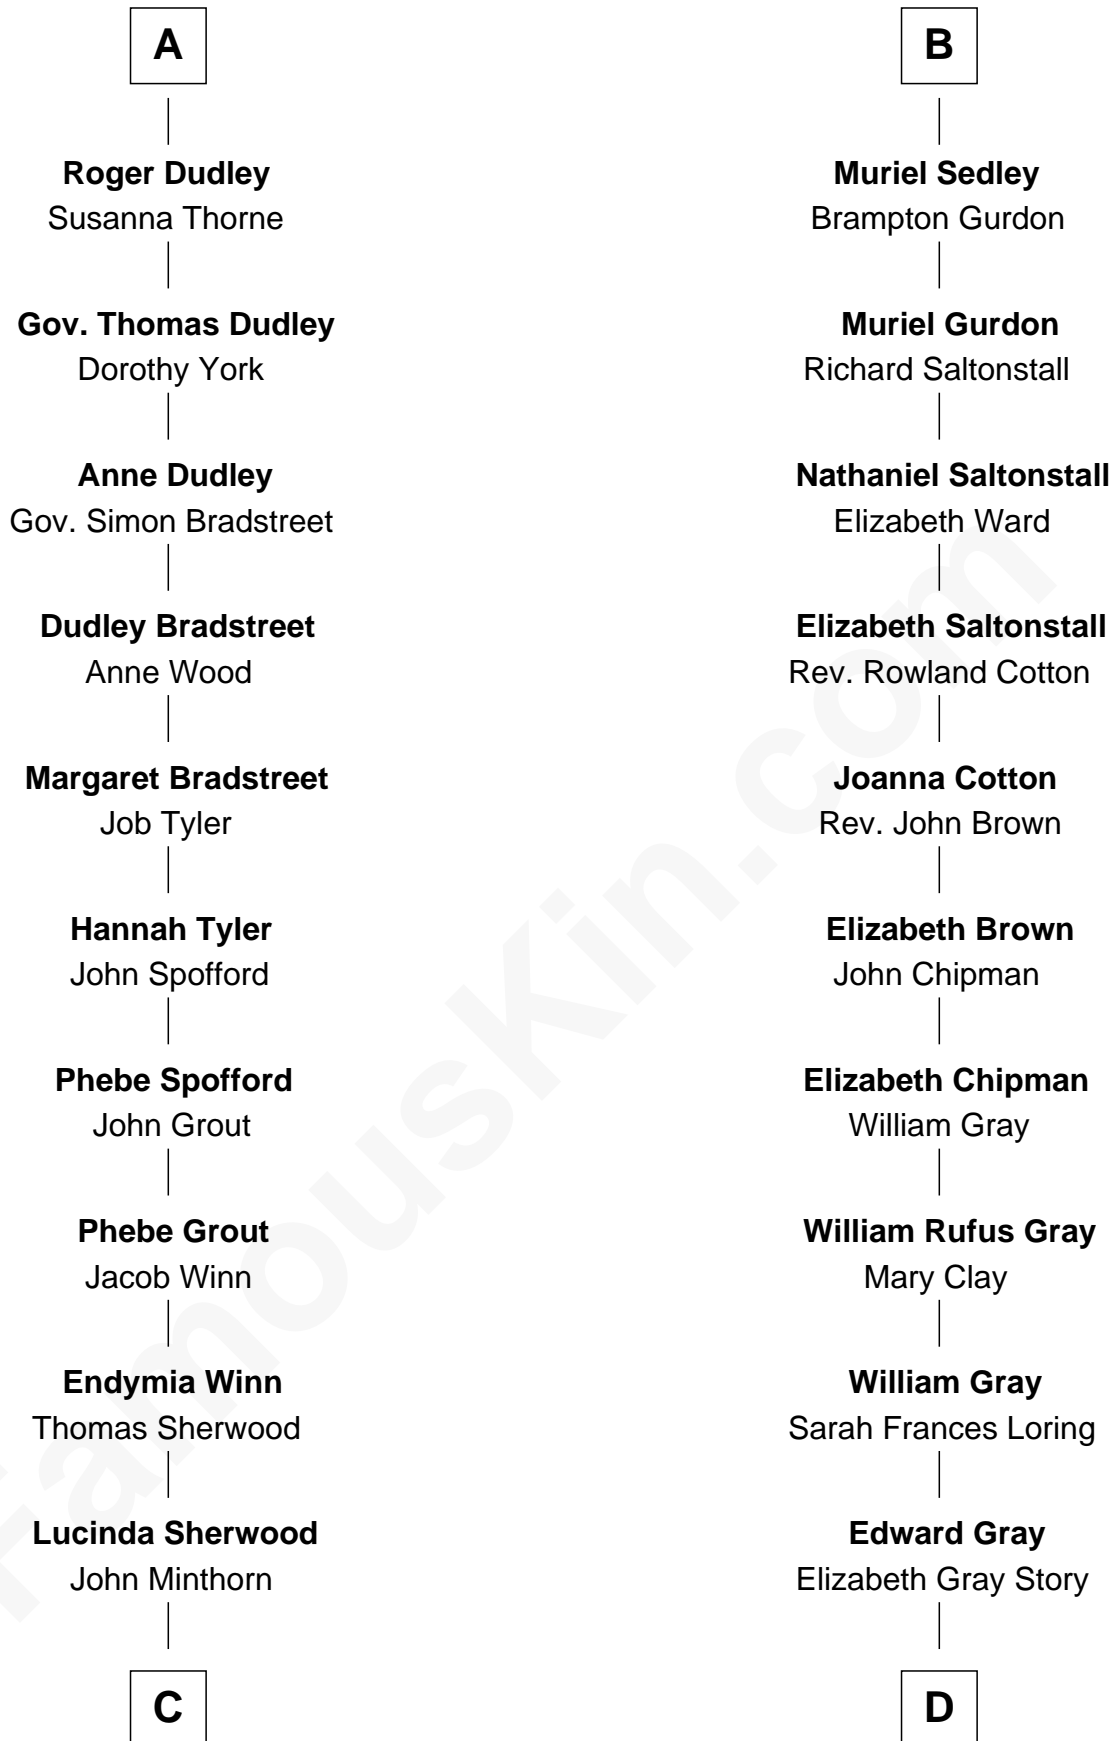 A
Roger Dudley
Susanna Thorne
Gov. Thomas Dudley
Dorothy York
Anne Dudley
Gov. Simon Bradstreet
Dudley Bradstreet
Anne Wood
Margaret Bradstreet
Job Tyler
Hannah Tyler
John Spofford
Phebe Spofford
John Grout
Phebe Grout
Jacob Winn
Endymia Winn
Thomas Sherwood
Lucinda Sherwood
John Minthorn
C
B
Muriel Sedley
Brampton Gurdon
Muriel Gurdon
Richard Saltonstall
Nathaniel Saltonstall
Elizabeth Ward
Elizabeth Saltonstall
Rev. Rowland Cotton
Joanna Cotton
Rev. John Brown
Elizabeth Brown
John Chipman
Elizabeth Chipman
William Gray
William Rufus Gray
Mary Clay
William Gray
Sarah Frances Loring
Edward Gray
Elizabeth Gray Story
D
FamousKin.com